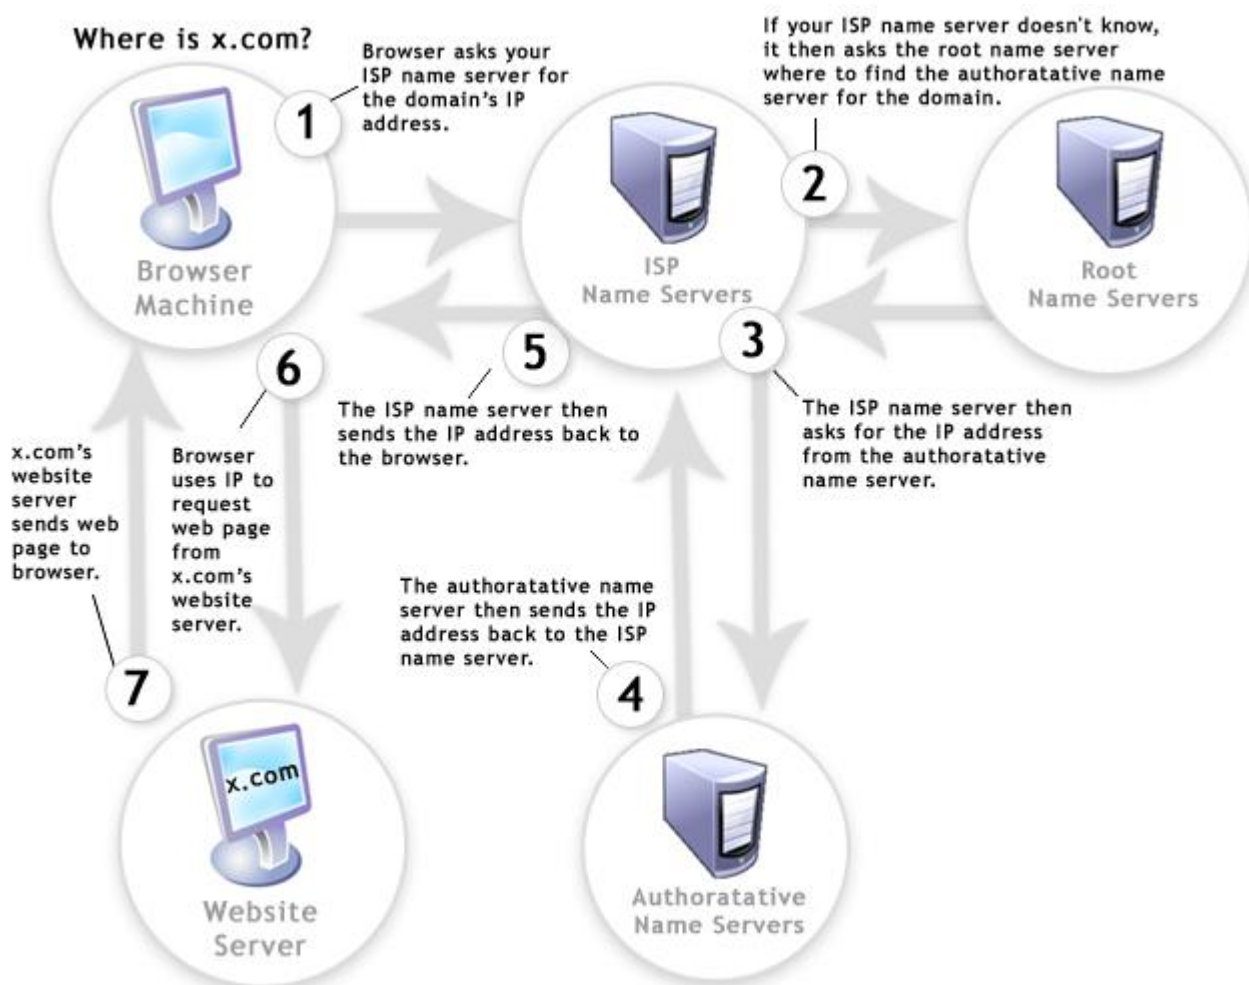 Where is x.com?
1
Browser asks your
ISP name server for
the domain's IP
address.
If your ISP name server doesn't know,
it then asks the root name server
where to find the authoratative name
server for the domain.
2
Browser
Machine
ISP
Name Servers
Root
Name Servers
3
The ISP name server then
asks for the IP address
from the authoratative
name server.
4
The authoratative name
server then sends the IP
address back to the ISP
name server.
5
The ISP name server then
sends the IP address back to
the browser.
6
Browser
uses IP to
request
web page
from
x.com's
website
server.
7
x.com's
website
server
sends web
page to
browser.
x.com
Website
Server
Authoratative
Name Servers